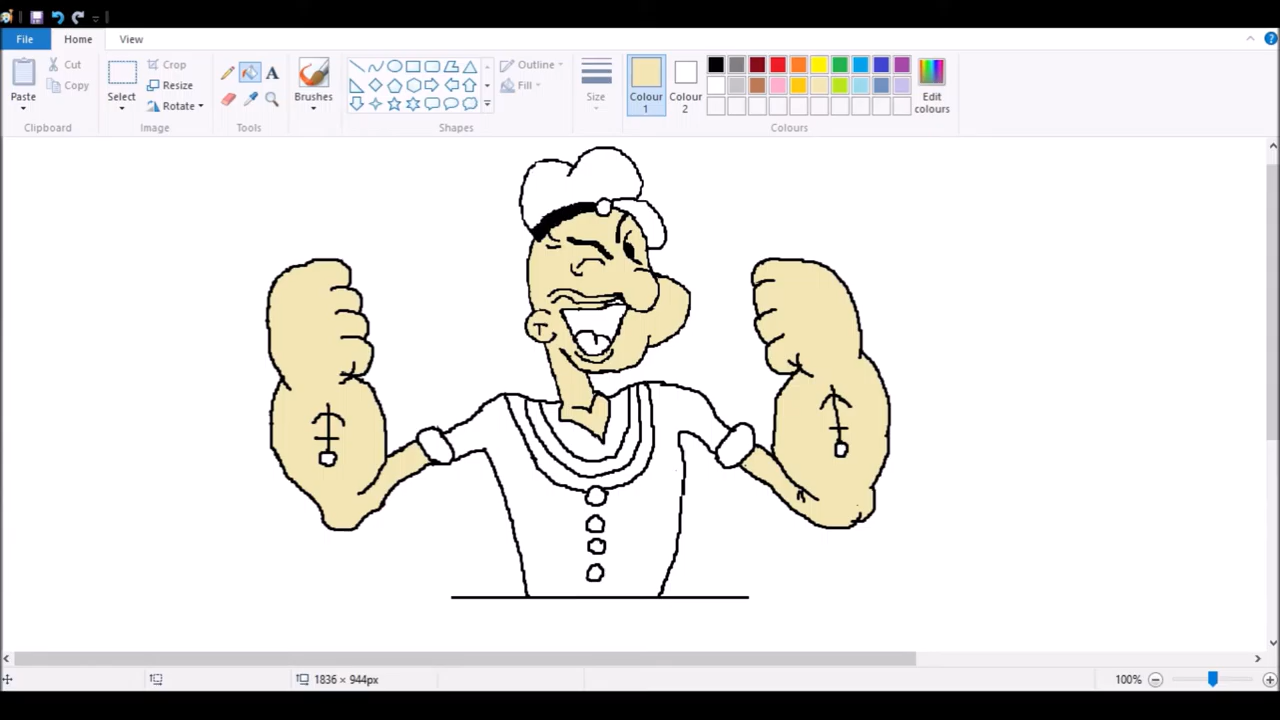 File Home View
Paste
Cut
Copy
Clipboard
Select
Crop
Resize
Rotate
Image
Tools
Brushes
Shapes
Outline
Fill
Size
Colour 1
Colour 2
Edit colours
Colours
T
1836 × 944px
100%